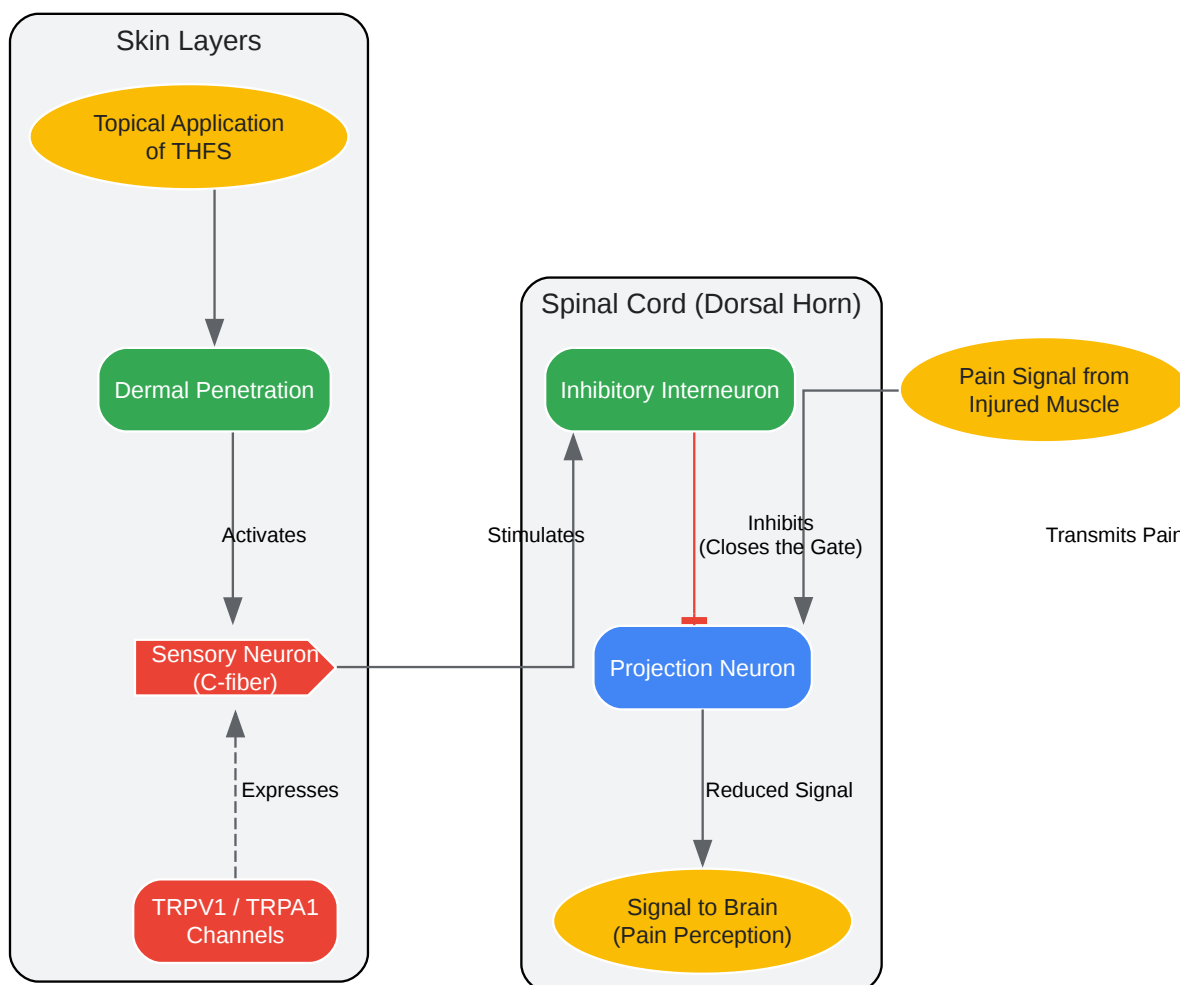 Skin Layers
Topical Application
of THFS
Dermal Penetration
Activates
Sensory Neuron
(C-fiber)
Expresses
TRPV1 / TRPA1
Channels
Spinal Cord (Dorsal Horn)
Inhibitory Interneuron
Stimulates
Inhibits
(Closes the Gate)
Projection Neuron
Reduced Signal
Signal to Brain
(Pain Perception)
Pain Signal from
Injured Muscle
Transmits Pain